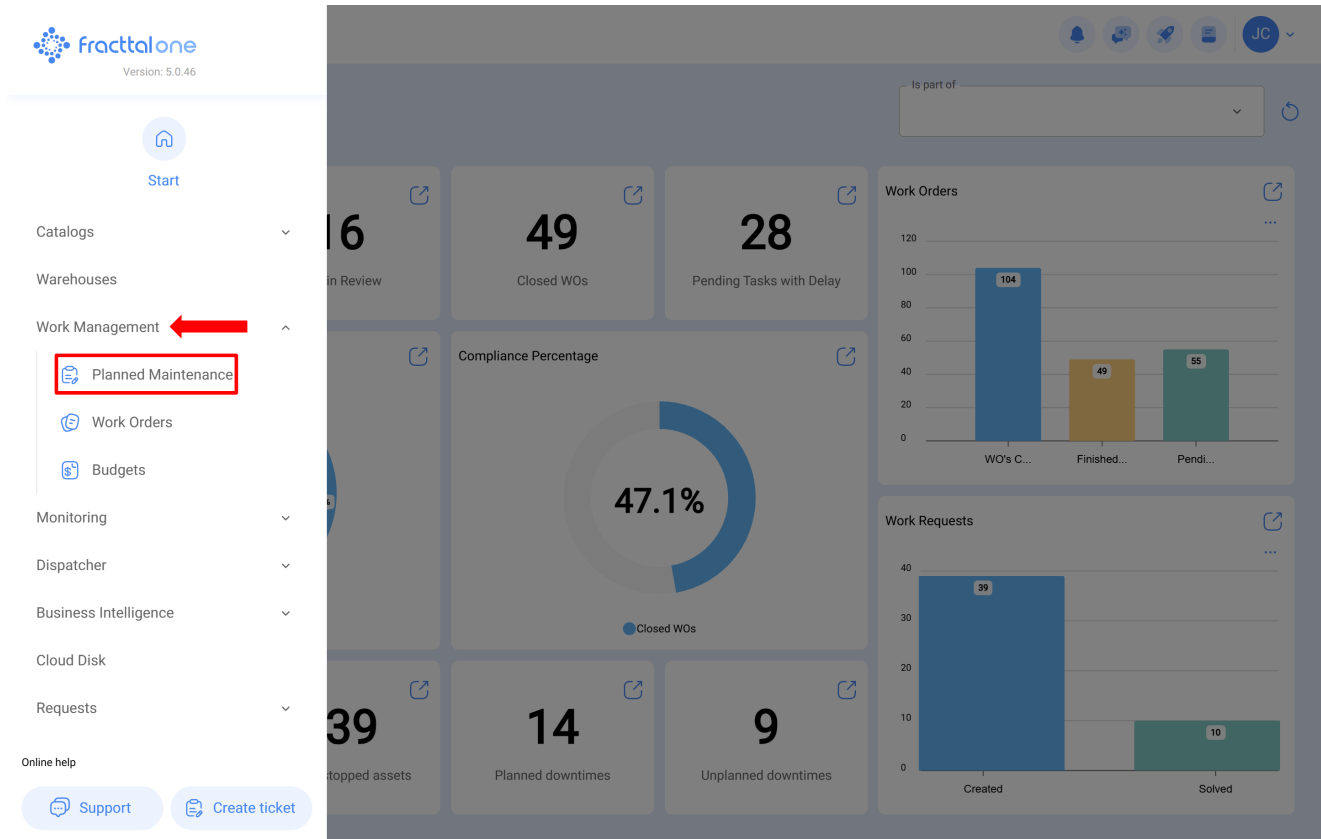 fracttal one
Version: 5.0.46
JC
Is part of
Start
Catalogs
Warehouses
Work Management
Planned Maintenance
Work Orders
Budgets
Monitoring
Dispatcher
Business Intelligence
Cloud Disk
Requests
Online help
Support
Create ticket
16
in Review
49
Closed WOs
28
Pending Tasks with Delay
Work Orders
120
100
80
60
40
20
0
104
49
55
WO's C...
Finished...
Pendi...
Compliance Percentage
47.1%
Closed WOs
Work Requests
40
30
20
10
0
39
10
Created
Solved
39
stopped assets
14
Planned downtimes
9
Unplanned downtimes